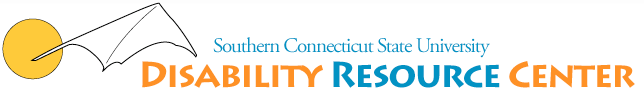 Southern Connecticut State University
DISABILITY RESOURCE CENTER